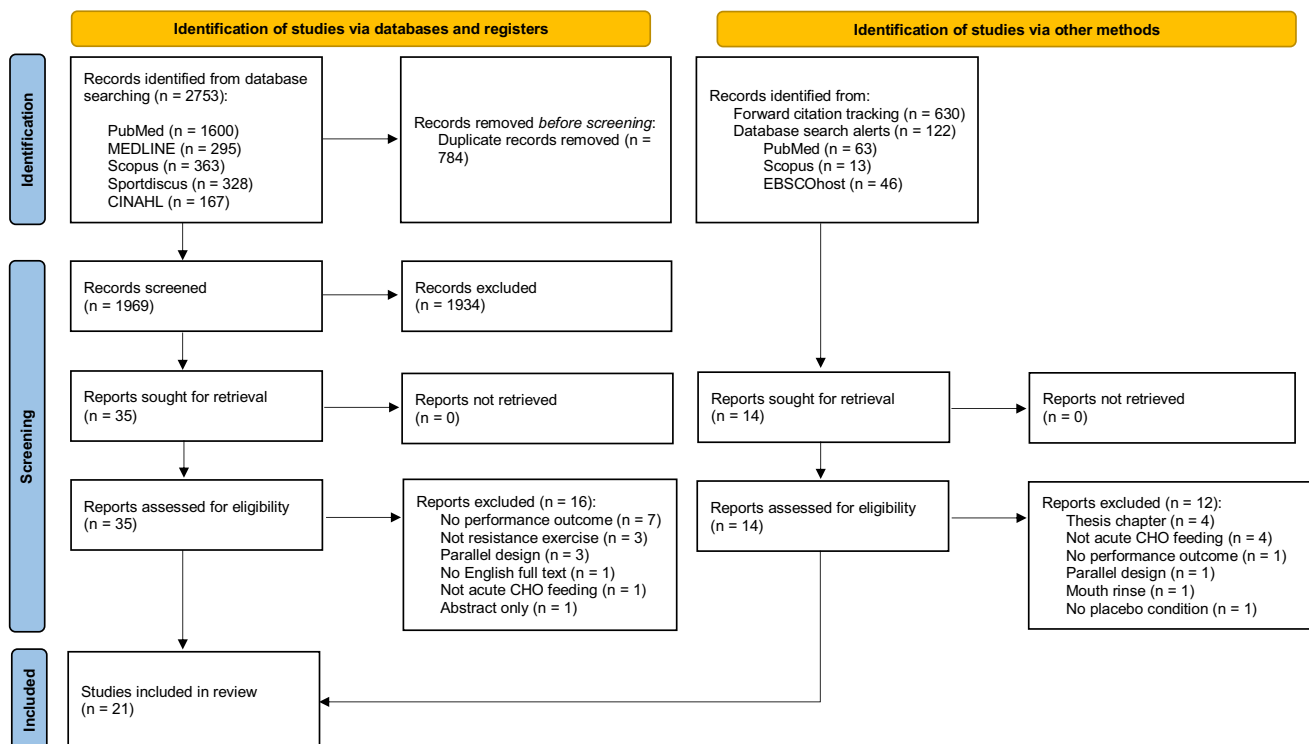 Identification of studies via databases and registers
Identification of studies via other methods
Identification
Records identified from database
searching (n = 2753):
PubMed (n = 1600)
MEDLINE (n = 295)
Scopus (n = 363)
Sportdiscus (n = 328)
CINAHL (n = 167)
Records removed before screening:
Duplicate records removed (n =
784)
Records identified from:
Forward citation tracking (n = 630)
Database search alerts (n = 122)
PubMed (n = 63)
Scopus (n = 13)
EBSCOhost (n = 46)
Screening
Records screened
(n = 1969)
Records excluded
(n = 1934)
Reports sought for retrieval
(n = 35)
Reports not retrieved
(n = 0)
Reports sought for retrieval
(n = 14)
Reports not retrieved
(n = 0)
Reports assessed for eligibility
(n = 35)
Reports excluded (n = 16):
No performance outcome (n = 7)
Not resistance exercise (n = 3)
Parallel design (n = 3)
No English full text (n = 1)
Not acute CHO feeding (n = 1)
Abstract only (n = 1)
Reports assessed for eligibility
(n = 14)
Reports excluded (n = 12):
Thesis chapter (n = 4)
Not acute CHO feeding (n = 4)
No performance outcome (n = 1)
Parallel design (n = 1)
Mouth rinse (n = 1)
No placebo condition (n = 1)
Included
Studies included in review
(n = 21)